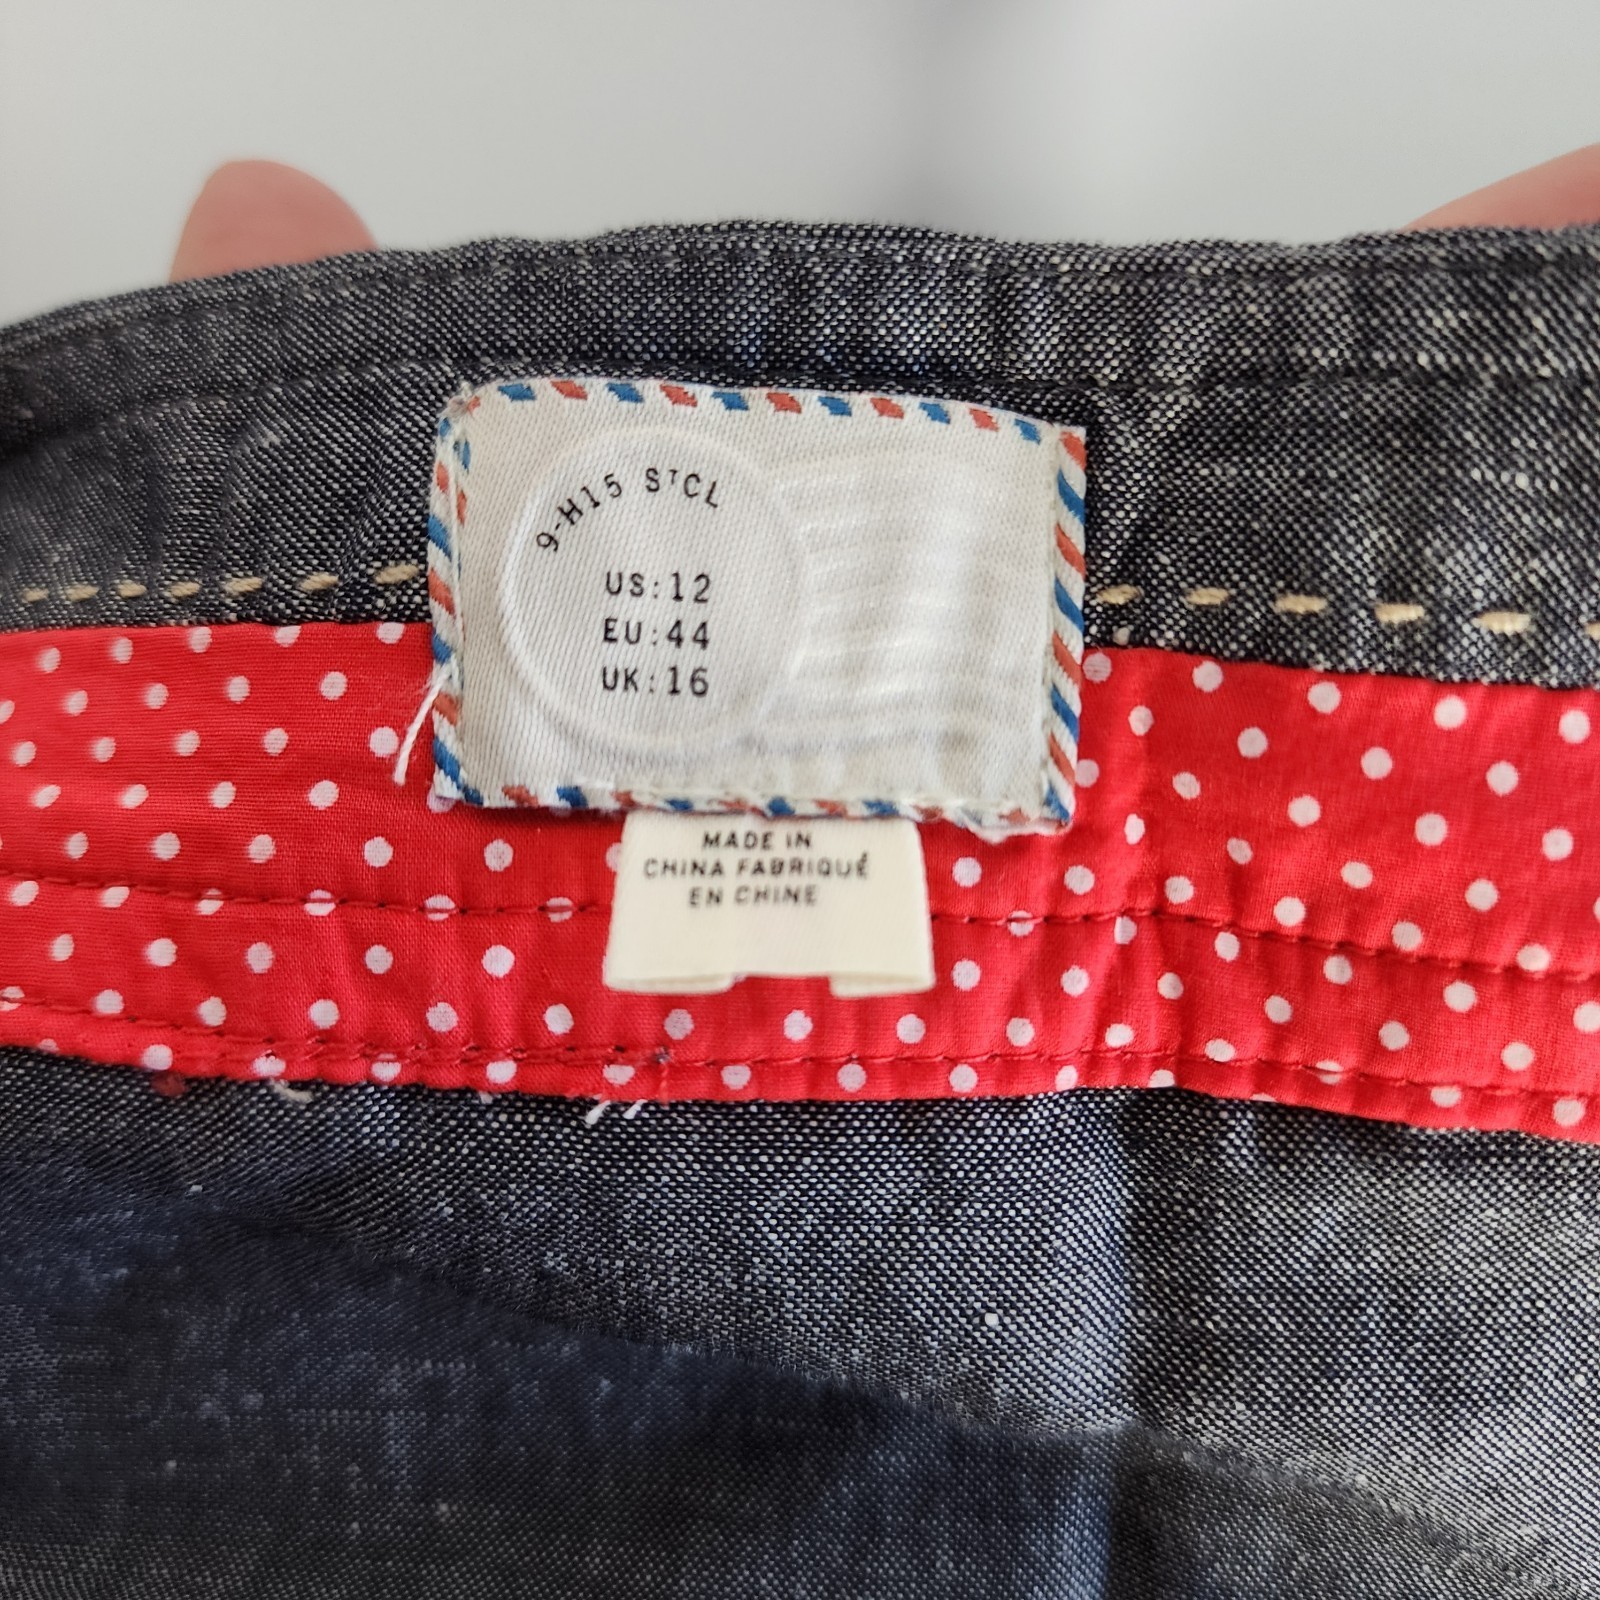 9-H15 STCL
US:12
EU:44
UK:16
MADE IN
CHINA FABRIQUÉ
EN CHINE